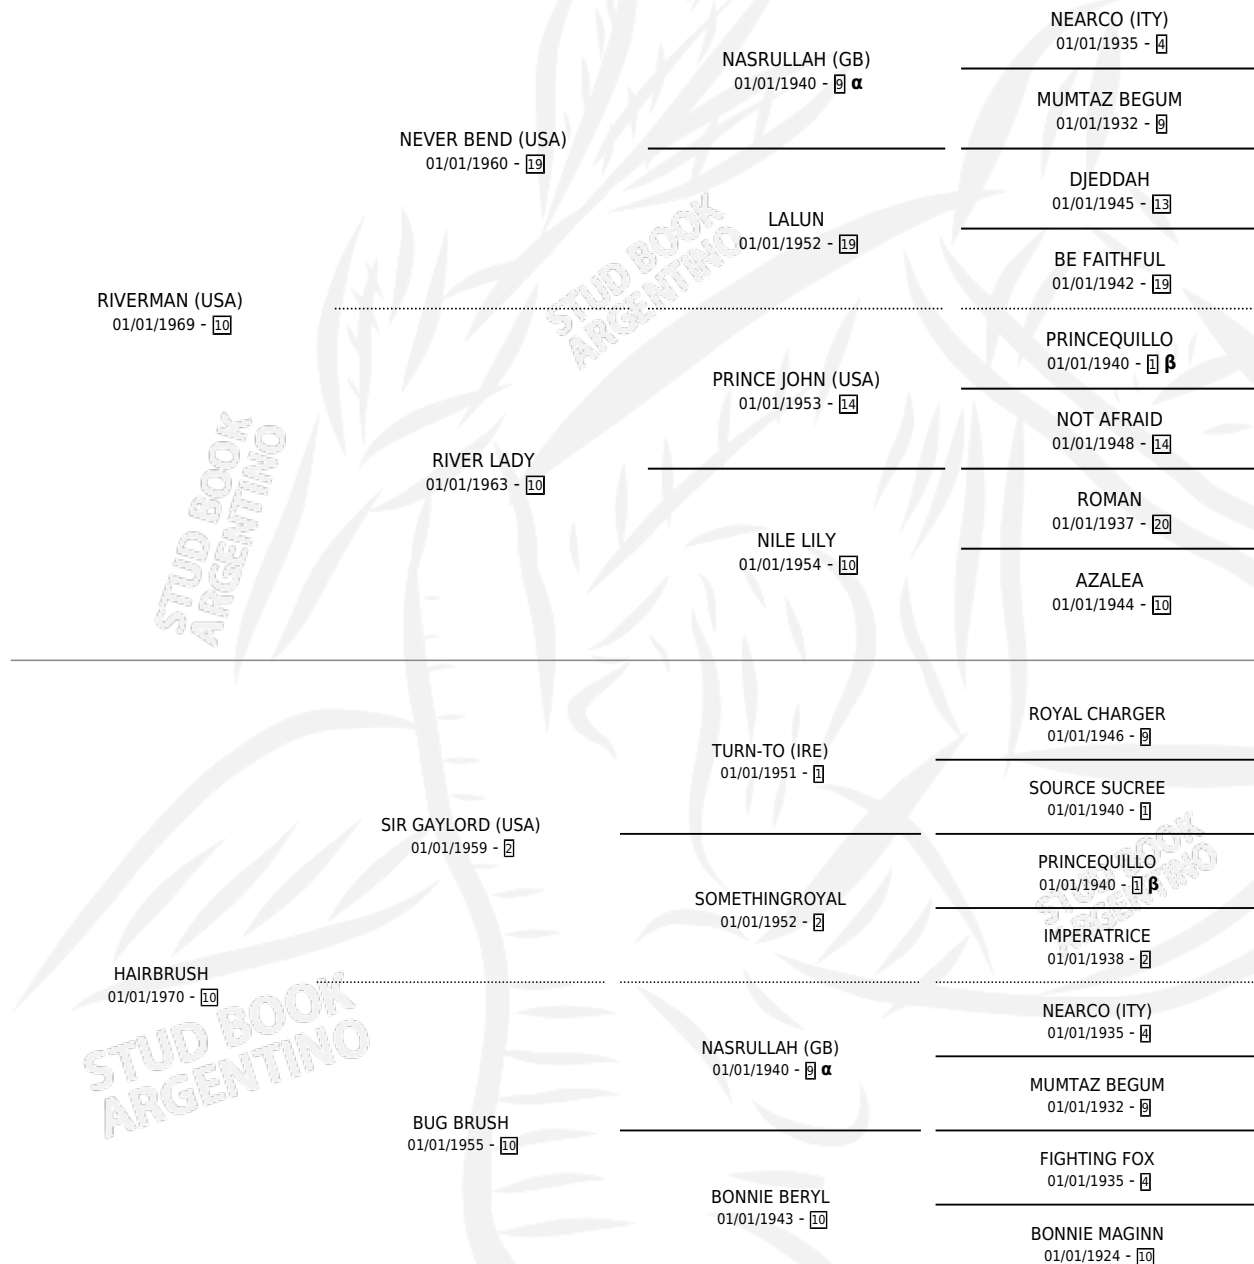 NEARCO (ITY)
01/01/1935 - 4
NASRULLAH (GB)
01/01/1940 - 9 α
MUMTAZ BEGUM
01/01/1932 - 9
NEVER BEND (USA)
01/01/1960 - 19
DJEDDAH
01/01/1945 - 13
LALUN
01/01/1952 - 19
BE FAITHFUL
01/01/1942 - 19
STUD BOOK
ARGENTINO
RIVERMAN (USA)
01/01/1969 - 10
PRINCEQUILLO
01/01/1940 - 1 β
PRINCE JOHN (USA)
01/01/1953 - 14
NOT AFRAID
01/01/1948 - 14
RIVER LADY
01/01/1963 - 10
STUD BOOK
ARGENTINO
ROMAN
01/01/1937 - 20
NILE LILY
01/01/1954 - 10
AZALEA
01/01/1944 - 10
ROYAL CHARGER
01/01/1946 - 9
TURN-TO (IRE)
01/01/1951 - 1
SOURCE SUCREE
01/01/1940 - 1
SIR GAYLORD (USA)
01/01/1959 - 2
PRINCEQUILLO
01/01/1940 - 1 β
STUD BOOK
ARGENTINO
SOMETHINGROYAL
01/01/1952 - 2
IMPERATRICE
01/01/1938 - 2
HAIRBRUSH
01/01/1970 - 10
STUD BOOK
ARGENTINO
NEARCO (ITY)
01/01/1935 - 4
NASRULLAH (GB)
01/01/1940 - 9 α
MUMTAZ BEGUM
01/01/1932 - 9
BUG BRUSH
01/01/1955 - 10
FIGHTING FOX
01/01/1935 - 4
BONNIE BERYL
01/01/1943 - 10
BONNIE MAGINN
01/01/1924 - 10